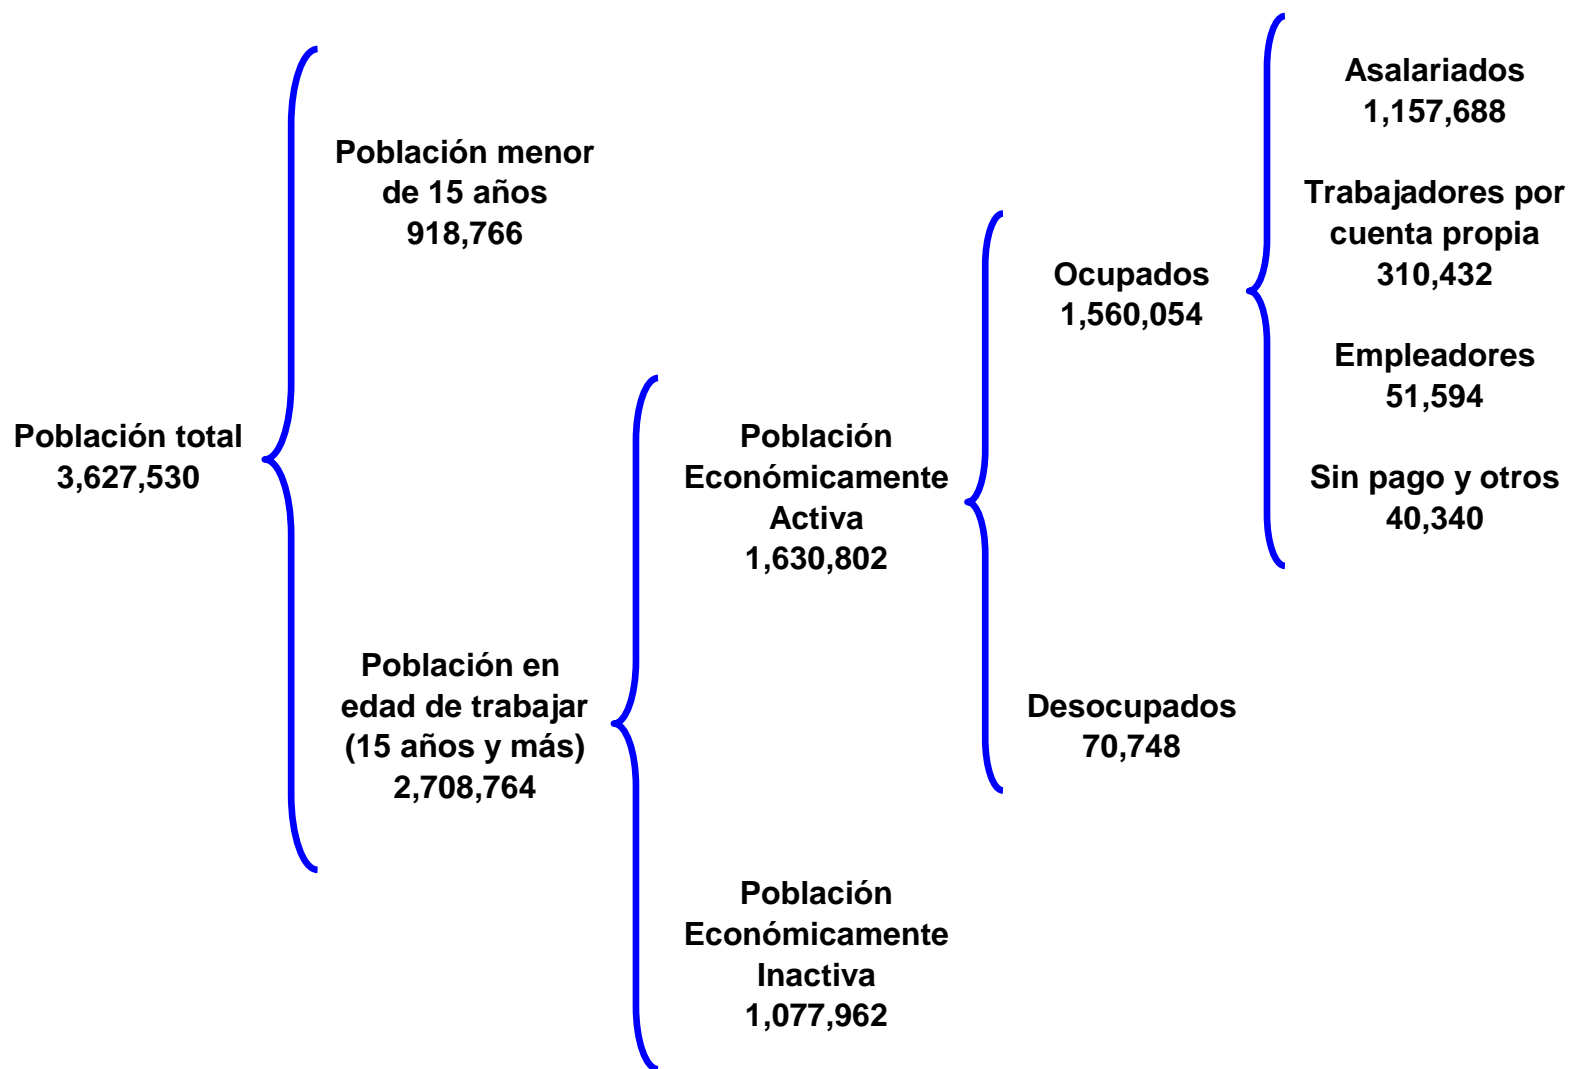 Población total
3,627,530
Población menor
de 15 años
918,766
Población en
edad de trabajar
(15 años y más)
2,708,764
Población
Económicamente
Activa
1,630,802
Población
Económicamente
Inactiva
1,077,962
Ocupados
1,560,054
Desocupados
70,748
Asalariados
1,157,688
Trabajadores por
cuenta propia
310,432
Empleadores
51,594
Sin pago y otros
40,340